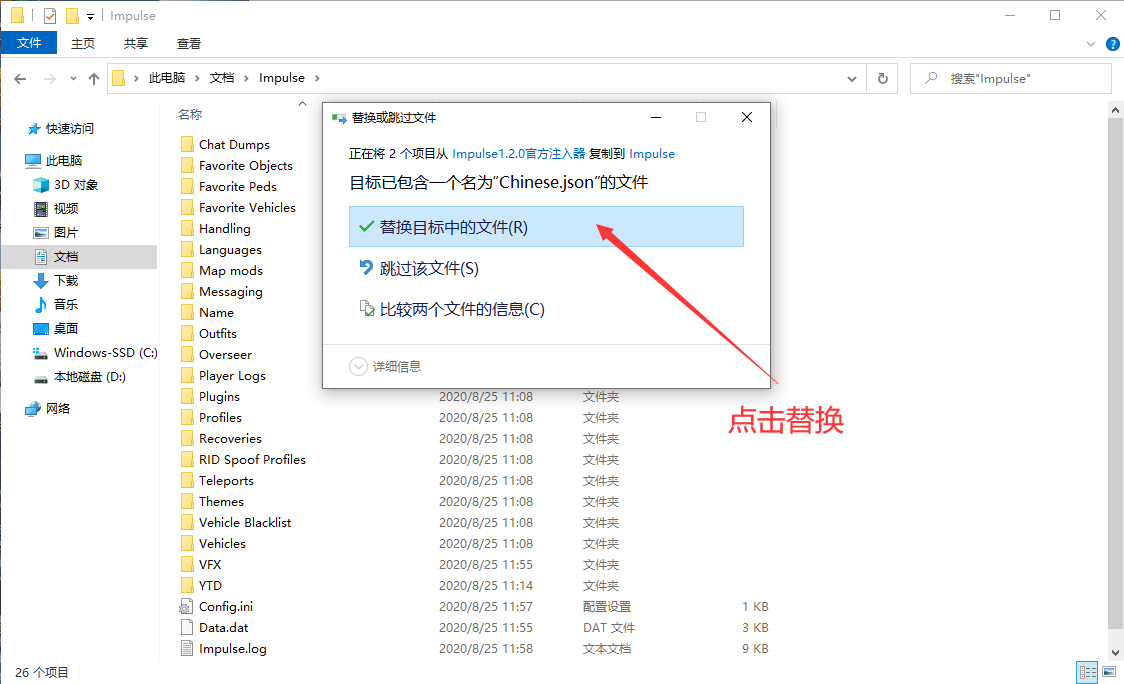 Impulse
文件 主页 共享 查看
此电脑 文档 Impulse
搜索"Impulse"
快速访问
此电脑
3D 对象
视频
图片
文档
下载
音乐
桌面
Windows-SSD (C:)
本地磁盘 (D:)
网络
名称
Chat Dumps
Favorite Objects
Favorite Peds
Favorite Vehicles
Handling
Languages
Map mods
Messaging
Name
Outfits
Overseer
Player Logs
Plugins 2020/8/25 11:08 文件夹
Profiles 2020/8/25 11:08 文件夹
Recoveries 2020/8/25 11:08 文件夹
RID Spoof Profiles 2020/8/25 11:08 文件夹
Teleports 2020/8/25 11:08 文件夹
Themes 2020/8/25 11:08 文件夹
Vehicle Blacklist 2020/8/25 11:08 文件夹
Vehicles 2020/8/25 11:08 文件夹
VFX 2020/8/25 11:55 文件夹
YTD 2020/8/25 11:14 文件夹
Config.ini 2020/8/25 11:57 配置设置 1 KB
Data.dat 2020/8/25 11:55 DAT 文件 3 KB
Impulse.log 2020/8/25 11:58 文本文档 9 KB
替换或跳过文件
正在将 2 个项目从 Impulse1.2.0官方注入器 复制到 Impulse
目标已包含一个名为"Chinese.json"的文件
替换目标中的文件(R)
跳过该文件(S)
比较两个文件的信息(C)
详细信息
点击替换
26 个项目